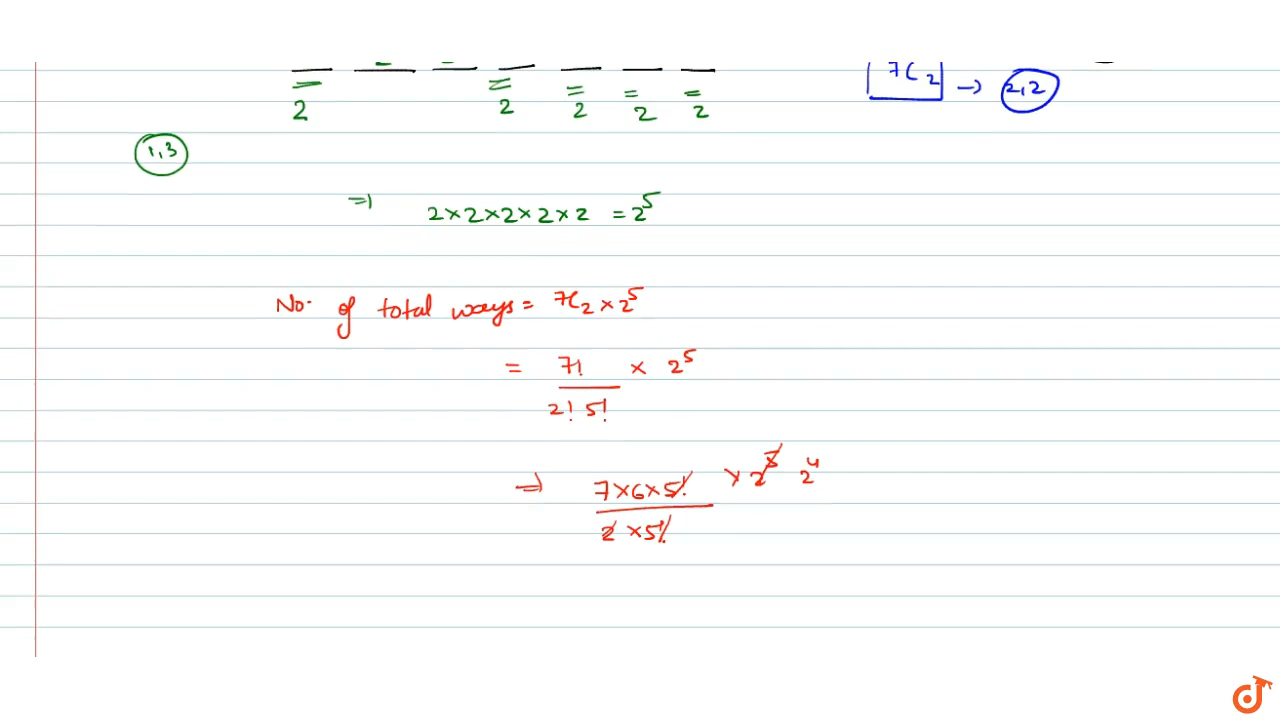 7C2 → 2,2
2 2 2 2 2
1,3
⇒ 2×2×2×2×2 = 2^5
No. of total ways = 7C2 × 2^5
= 7! / 2! 5! × 2^5
⇒ 7×6×5! / 2×5! × 2^5 2^4